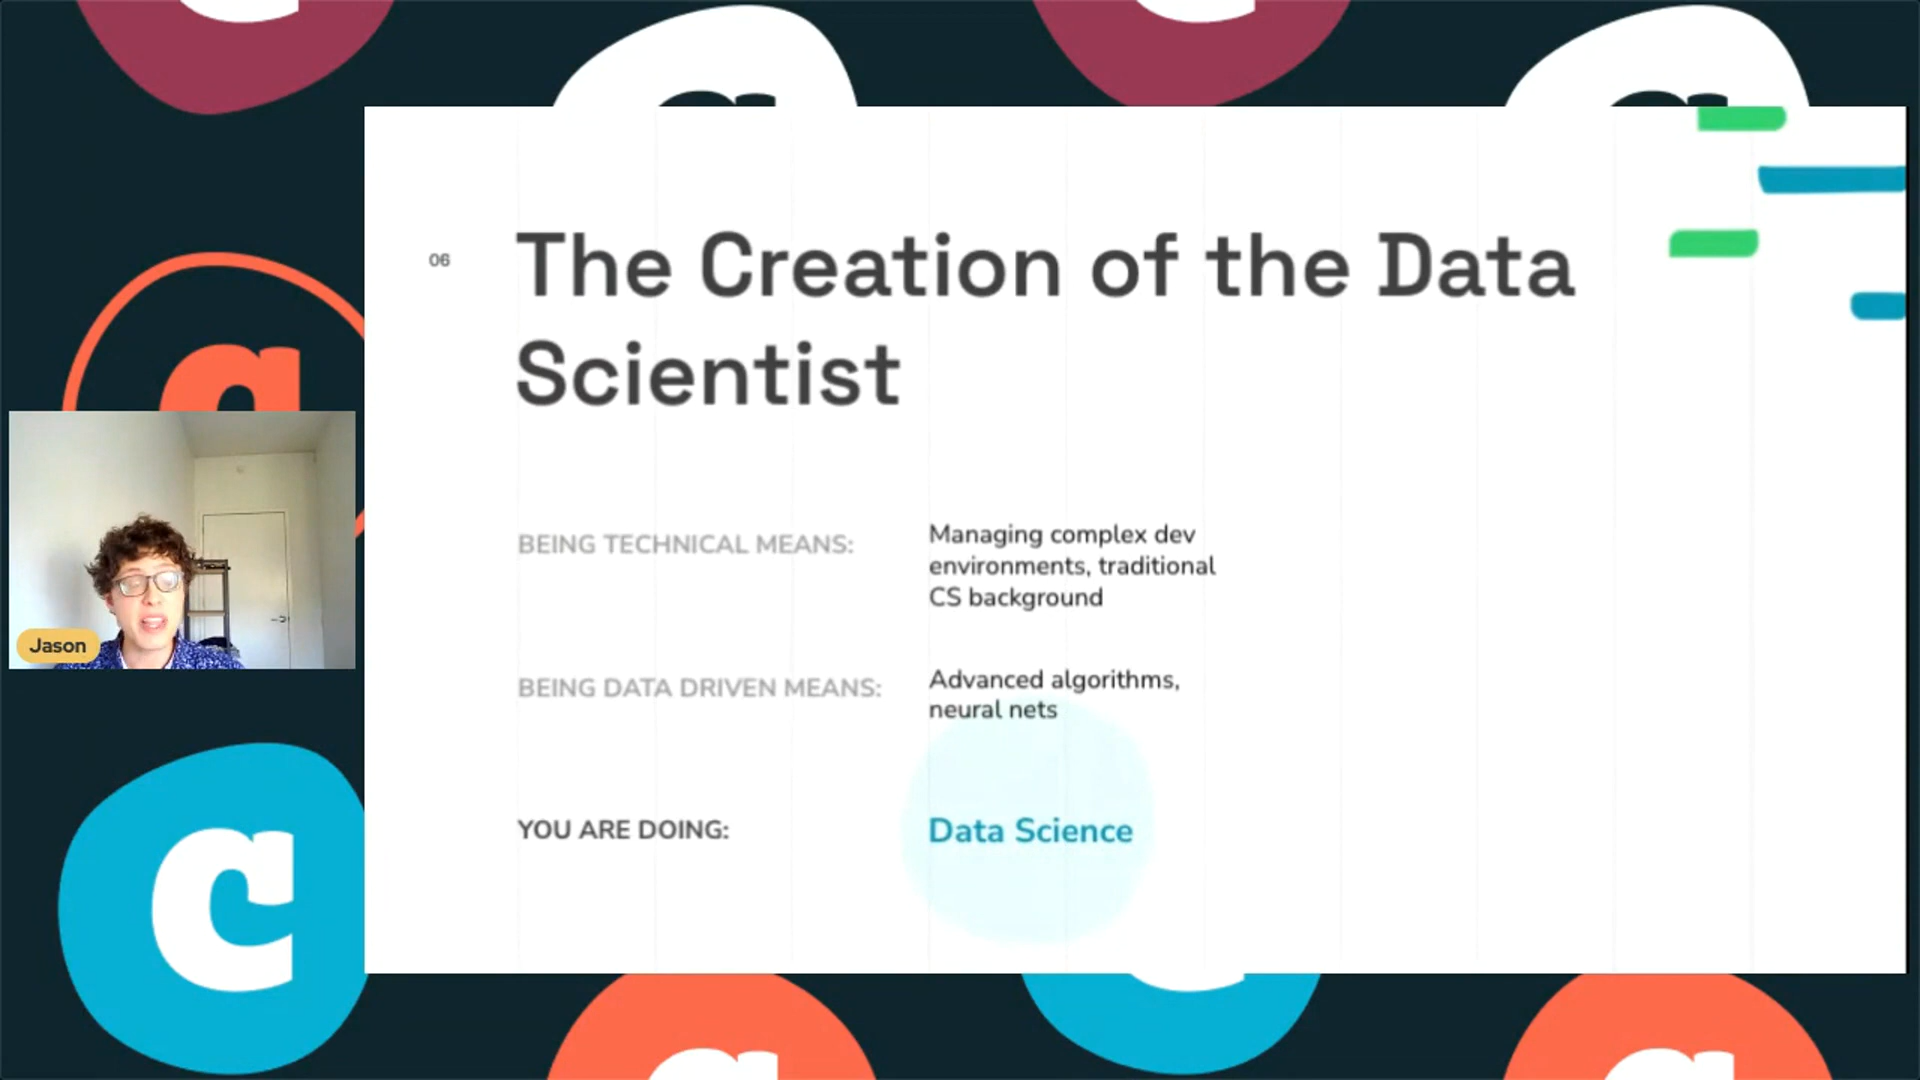 06
The Creation of the Data
Scientist
BEING TECHNICAL MEANS:
Managing complex dev
environments, traditional
CS background
BEING DATA DRIVEN MEANS:
Advanced algorithms,
neural nets
YOU ARE DOING:
Data Science
Jason